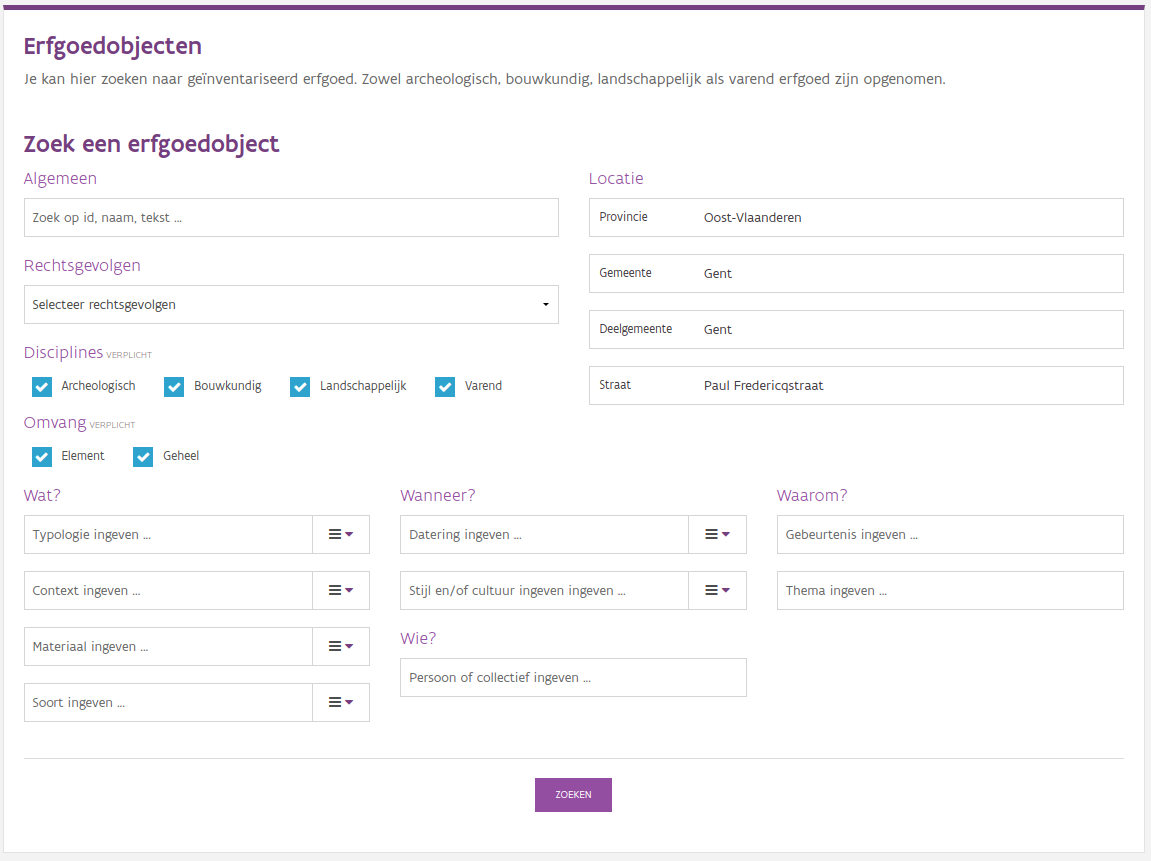 Erfgoedobjecten
Je kan hier zoeken naar geïnventariseerd erfgoed. Zowel archeologisch, bouwkundig, landschappelijk als varend erfgoed zijn opgenomen.
Zoek een erfgoedobject
Algemeen
Zoek op id, naam, tekst ...
Rechtsgevolgen
Selecteer rechtsgevolgen
Disciplines VERPLICHT
Archeologisch Bouwkundig Landschappelijk Varend
Omvang VERPLICHT
Element Geheel
Locatie
Provincie Oost-Vlaanderen
Gemeente Gent
Deelgemeente Gent
Straat Paul Fredericqstraat
Wat?
Typologie ingeven ...
Context ingeven ...
Materiaal ingeven ...
Soort ingeven ...
Wanneer?
Datering ingeven ...
Stijl en/of cultuur ingeven ingeven ...
Wie?
Persoon of collectief ingeven ...
Waarom?
Gebeurtenis ingeven ...
Thema ingeven ...
ZOEKEN